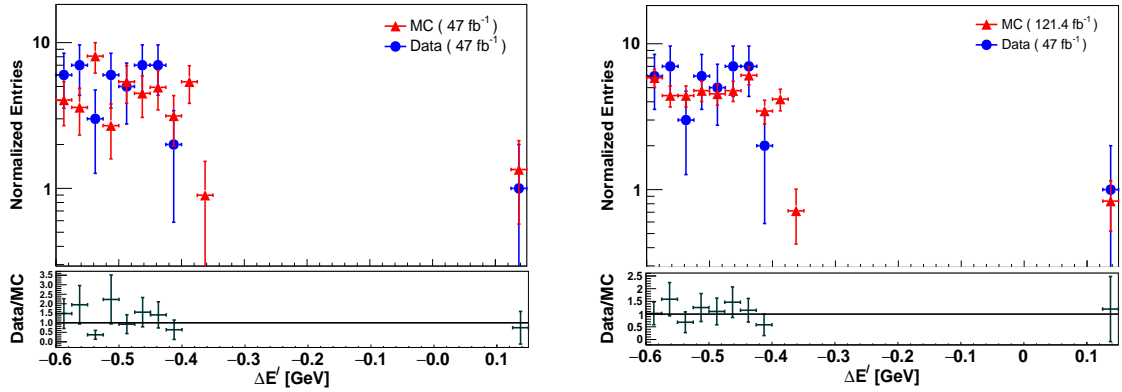 MC ( 47 fb⁻¹)
Data ( 47 fb⁻¹)
Normalized Entries
10
1
Data/MC
3.5
3.0
2.5
2.0
1.5
1.0
0.5
0.0
−0.6 −0.5 −0.4 −0.3 −0.2 −0.1 −0.0 0.1
ΔE′ [GeV]
MC ( 121.4 fb⁻¹)
Data ( 47 fb⁻¹)
Normalized Entries
10
1
Data/MC
2.5
2
1.5
1
0.5
0
−0.6 −0.5 −0.4 −0.3 −0.2 −0.1 0 0.1
ΔE′ [GeV]